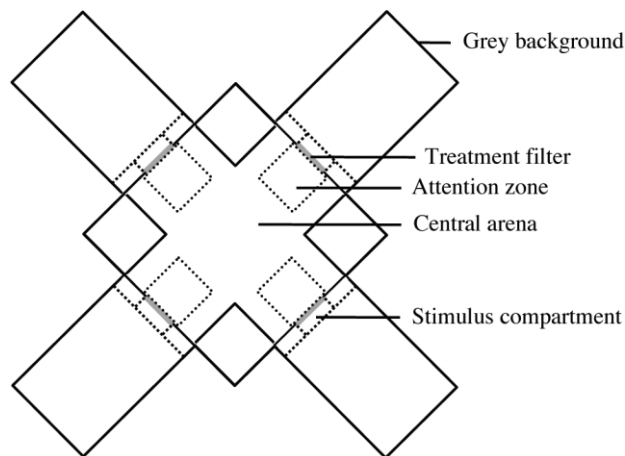 Grey background
Treatment filter
Attention zone
Central arena
Stimulus compartment